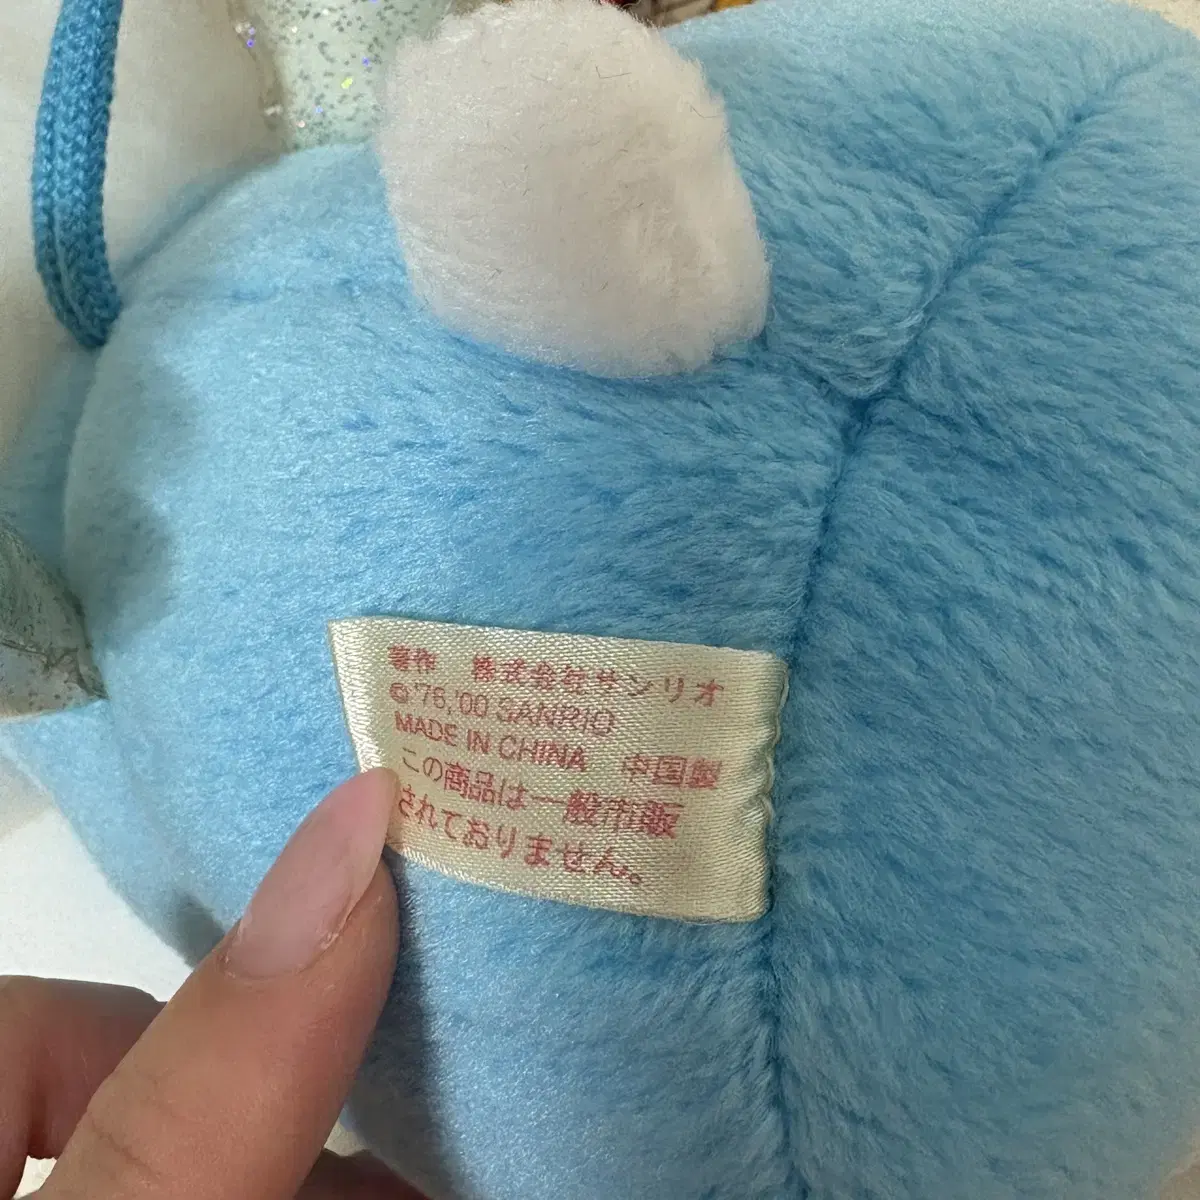 著作 株式会社サンリオ
© '76,'00 SANRIO
MADE IN CHINA 中国製
この商品は一般市販
されておりません。